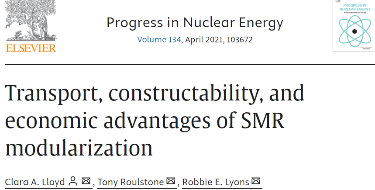 Progress in Nuclear Energy
Volume 134, April 2021, 103672
ELSEVIER
Transport, constructability, and
economic advantages of SMR
modularization
Clara A. Lloyd, Tony Roulstone, Robbie E. Lyons